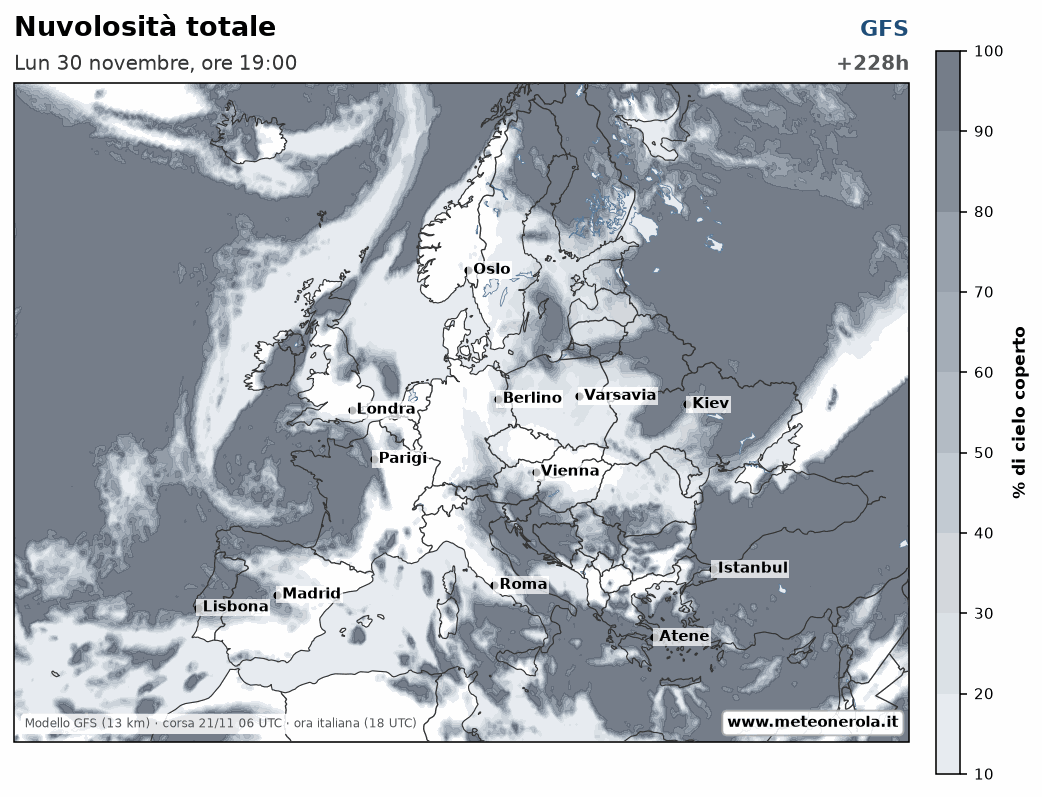 Nuvolosità totale
GFS
Lun 30 novembre, ore 19:00
+228h
100
90
80
70
60
50
40
30
20
10
% di cielo coperto
Oslo
Berlino
Varsavia
Kiev
Londra
Parigi
Vienna
Istanbul
Roma
Madrid
Lisbona
Atene
Modello GFS (13 km) · corsa 21/11 06 UTC · ora italiana (18 UTC)
www.meteonerola.it